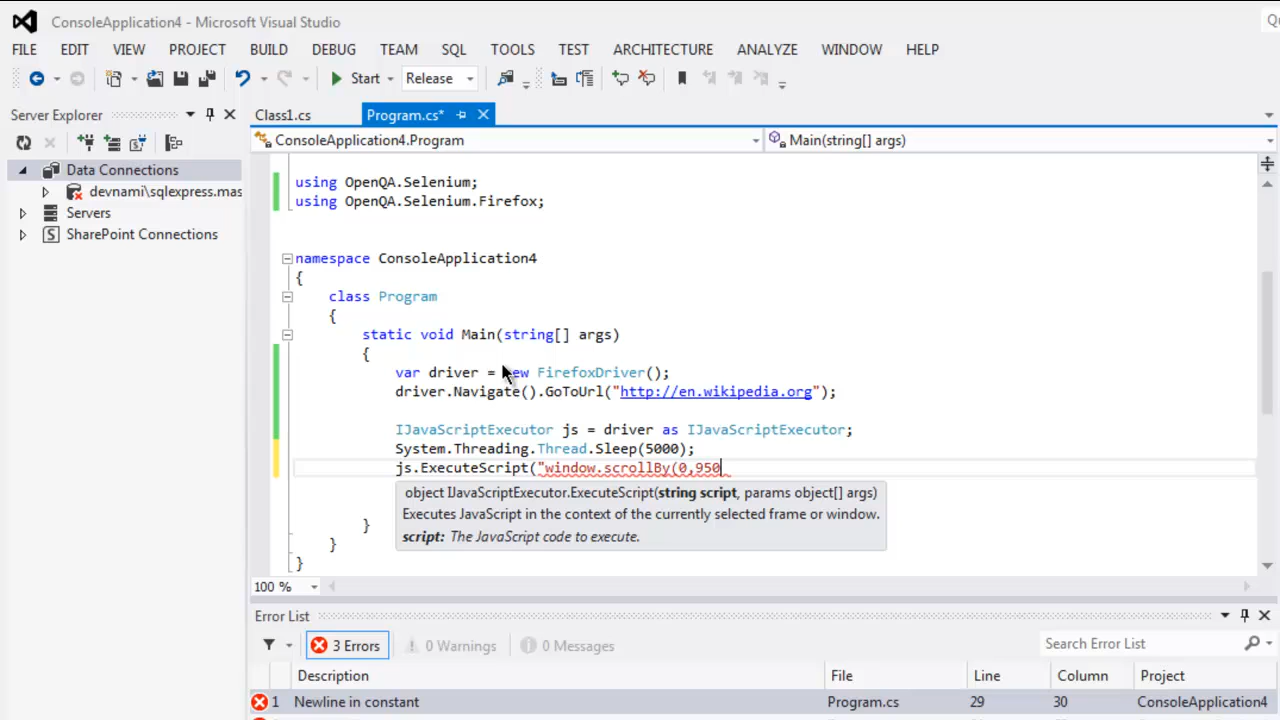 ConsoleApplication4 - Microsoft Visual Studio
Qu
FILE EDIT VIEW PROJECT BUILD DEBUG TEAM SQL TOOLS TEST ARCHITECTURE ANALYZE WINDOW HELP
Start Release
Server Explorer
Class1.cs Program.cs*
ConsoleApplication4.Program Main(string[] args)
Data Connections
devnami\sqlexpress.mas
Servers
SharePoint Connections
using OpenQA.Selenium;
using OpenQA.Selenium.Firefox;
namespace ConsoleApplication4
{
class Program
{
static void Main(string[] args)
{
var driver = new FirefoxDriver();
driver.Navigate().GoToUrl("http://en.wikipedia.org");
IJavaScriptExecutor js = driver as IJavaScriptExecutor;
System.Threading.Thread.Sleep(5000);
js.ExecuteScript("window.scrollBy(0,950
object IJavaScriptExecutor.ExecuteScript(string script, params object[] args)
Executes JavaScript in the context of the currently selected frame or window.
script: The JavaScript code to execute.
}
}
}
100 %
Error List
3 Errors 0 Warnings 0 Messages Search Error List
Description File Line Column Project
1 Newline in constant Program.cs 29 30 ConsoleApplication4